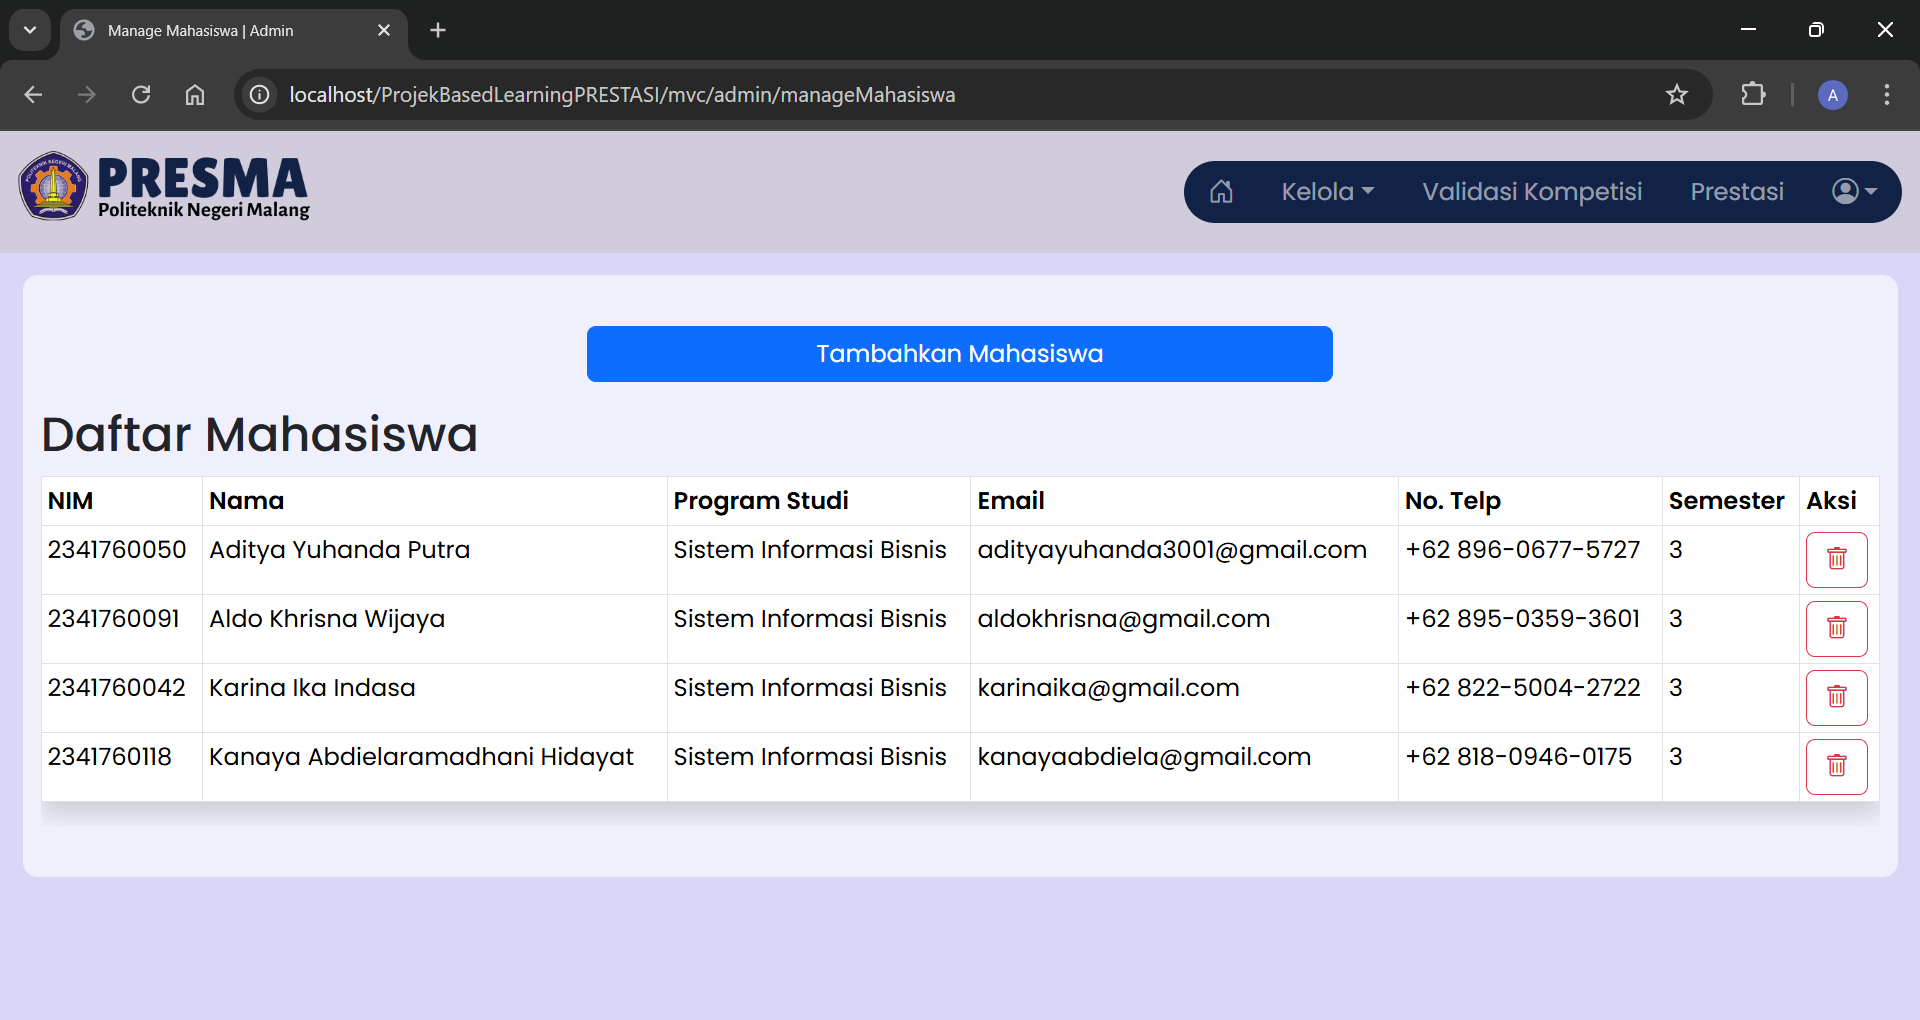 Manage Mahasiswa | Admin
localhost/ProjekBasedLearningPRESTASI/mvc/admin/manageMahasiswa
A
PRESMA
Politeknik Negeri Malang
Kelola Validasi Kompetisi Prestasi
Tambahkan Mahasiswa
Daftar Mahasiswa
NIM Nama Program Studi Email No. Telp Semester Aksi
2341760050 Aditya Yuhanda Putra Sistem Informasi Bisnis adityayuhanda3001@gmail.com +62 896-0677-5727 3
2341760091 Aldo Khrisna Wijaya Sistem Informasi Bisnis aldokhrisna@gmail.com +62 895-0359-3601 3
2341760042 Karina Ika Indasa Sistem Informasi Bisnis karinaika@gmail.com +62 822-5004-2722 3
2341760118 Kanaya Abdielaramadhani Hidayat Sistem Informasi Bisnis kanayaabdiela@gmail.com +62 818-0946-0175 3